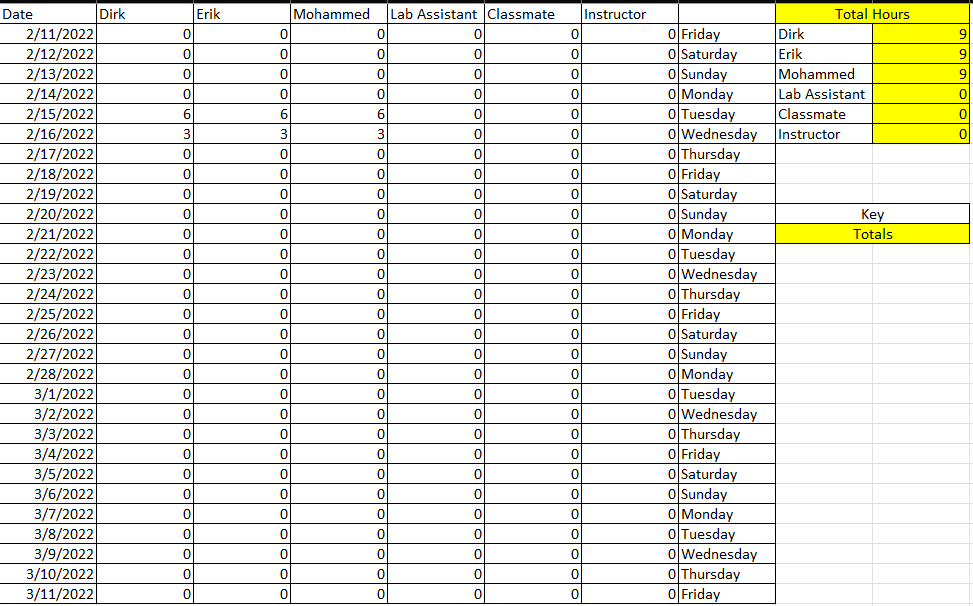 Date Dirk Erik Mohammed Lab Assistant Classmate Instructor Total Hours
2/11/2022 0 0 0 0 0 0 Friday Dirk 9
2/12/2022 0 0 0 0 0 0 Saturday Erik 9
2/13/2022 0 0 0 0 0 0 Sunday Mohammed 9
2/14/2022 0 0 0 0 0 0 Monday Lab Assistant 0
2/15/2022 6 6 6 0 0 0 Tuesday Classmate 0
2/16/2022 3 3 3 0 0 0 Wednesday Instructor 0
2/17/2022 0 0 0 0 0 0 Thursday
2/18/2022 0 0 0 0 0 0 Friday
2/19/2022 0 0 0 0 0 0 Saturday
2/20/2022 0 0 0 0 0 0 Sunday Key
2/21/2022 0 0 0 0 0 0 Monday Totals
2/22/2022 0 0 0 0 0 0 Tuesday
2/23/2022 0 0 0 0 0 0 Wednesday
2/24/2022 0 0 0 0 0 0 Thursday
2/25/2022 0 0 0 0 0 0 Friday
2/26/2022 0 0 0 0 0 0 Saturday
2/27/2022 0 0 0 0 0 0 Sunday
2/28/2022 0 0 0 0 0 0 Monday
3/1/2022 0 0 0 0 0 0 Tuesday
3/2/2022 0 0 0 0 0 0 Wednesday
3/3/2022 0 0 0 0 0 0 Thursday
3/4/2022 0 0 0 0 0 0 Friday
3/5/2022 0 0 0 0 0 0 Saturday
3/6/2022 0 0 0 0 0 0 Sunday
3/7/2022 0 0 0 0 0 0 Monday
3/8/2022 0 0 0 0 0 0 Tuesday
3/9/2022 0 0 0 0 0 0 Wednesday
3/10/2022 0 0 0 0 0 0 Thursday
3/11/2022 0 0 0 0 0 0 Friday